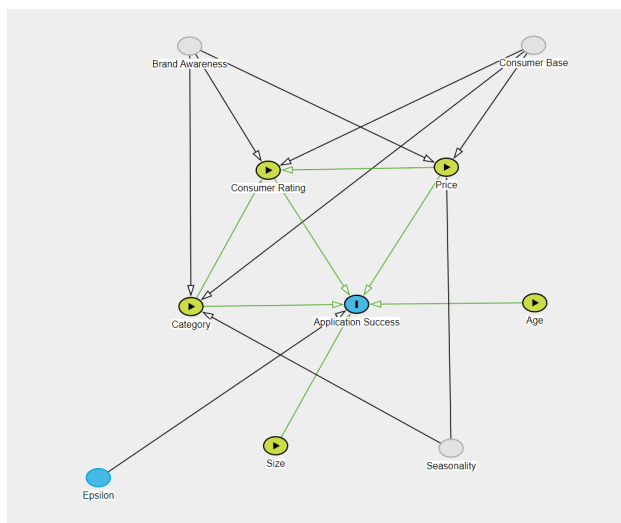 Brand Awareness
Consumer Base
Consumer Rating
Price
Category
Application Success
Age
Size
Seasonality
Epsilon